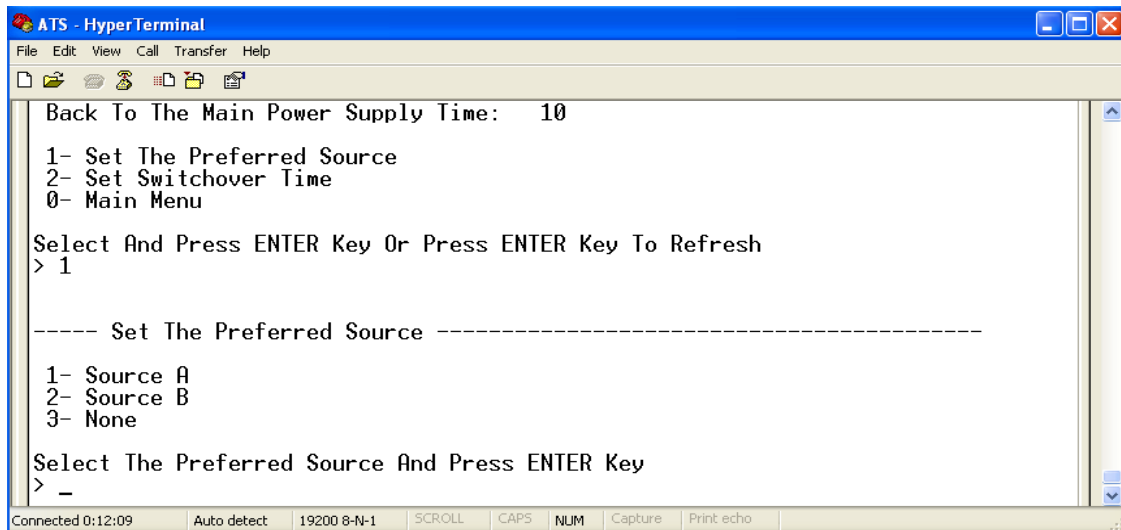 ATS - HyperTerminal
File Edit View Call Transfer Help
Back To The Main Power Supply Time: 10
1- Set The Preferred Source
2- Set Switchover Time
0- Main Menu
Select And Press ENTER Key Or Press ENTER Key To Refresh
> 1
----- Set The Preferred Source ------------------------------------------
1- Source A
2- Source B
3- None
Select The Preferred Source And Press ENTER Key
> _
Connected 0:12:09 Auto detect 19200 8-N-1 SCROLL CAPS NUM Capture Print echo